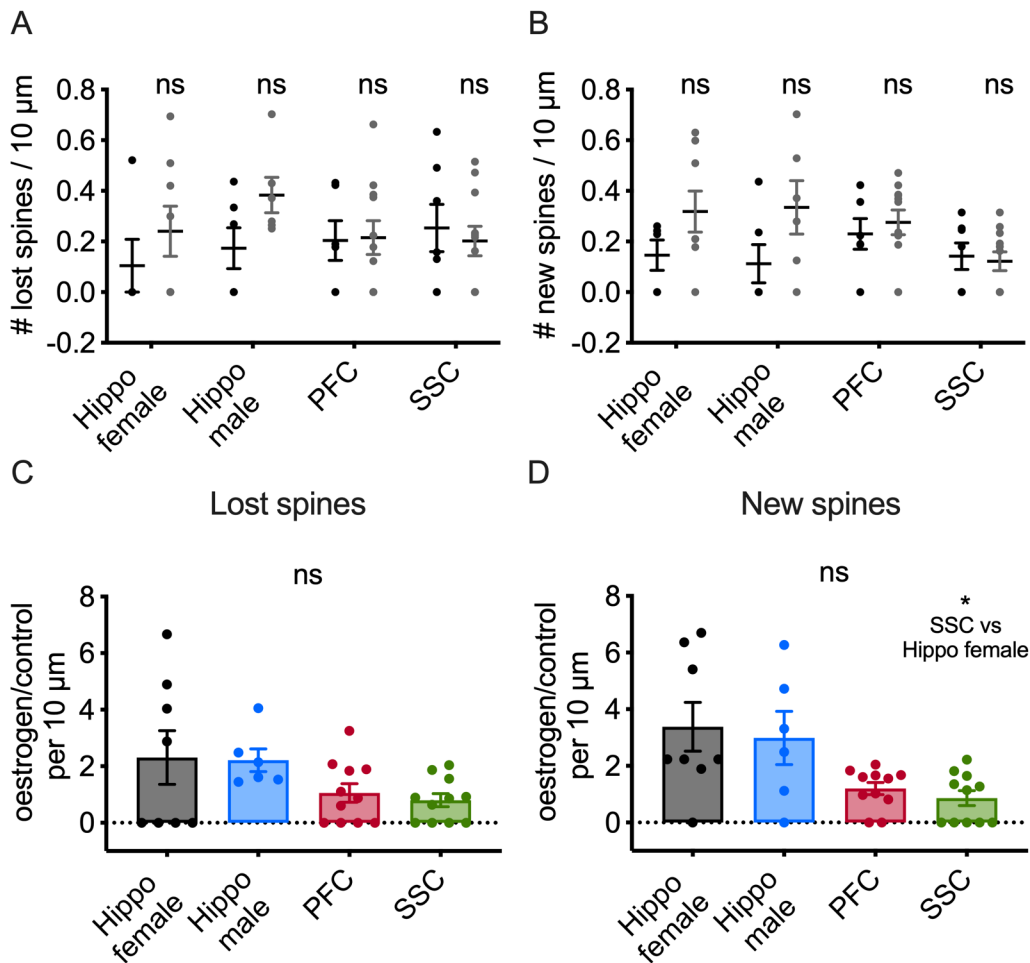 A
# lost spines / 10 µm
0.8
0.6
0.4
0.2
0.0
-0.2
ns
ns
ns
ns
Hippo
female
Hippo
male
PFC
SSC
B
# new spines / 10 µm
0.8
0.6
0.4
0.2
0.0
-0.2
ns
ns
ns
ns
Hippo
female
Hippo
male
PFC
SSC
C
Lost spines
oestrogen/control
per 10 µm
8
6
4
2
0
ns
Hippo
female
Hippo
male
PFC
SSC
D
New spines
oestrogen/control
per 10 µm
8
6
4
2
0
ns
*
SSC vs
Hippo female
Hippo
female
Hippo
male
PFC
SSC